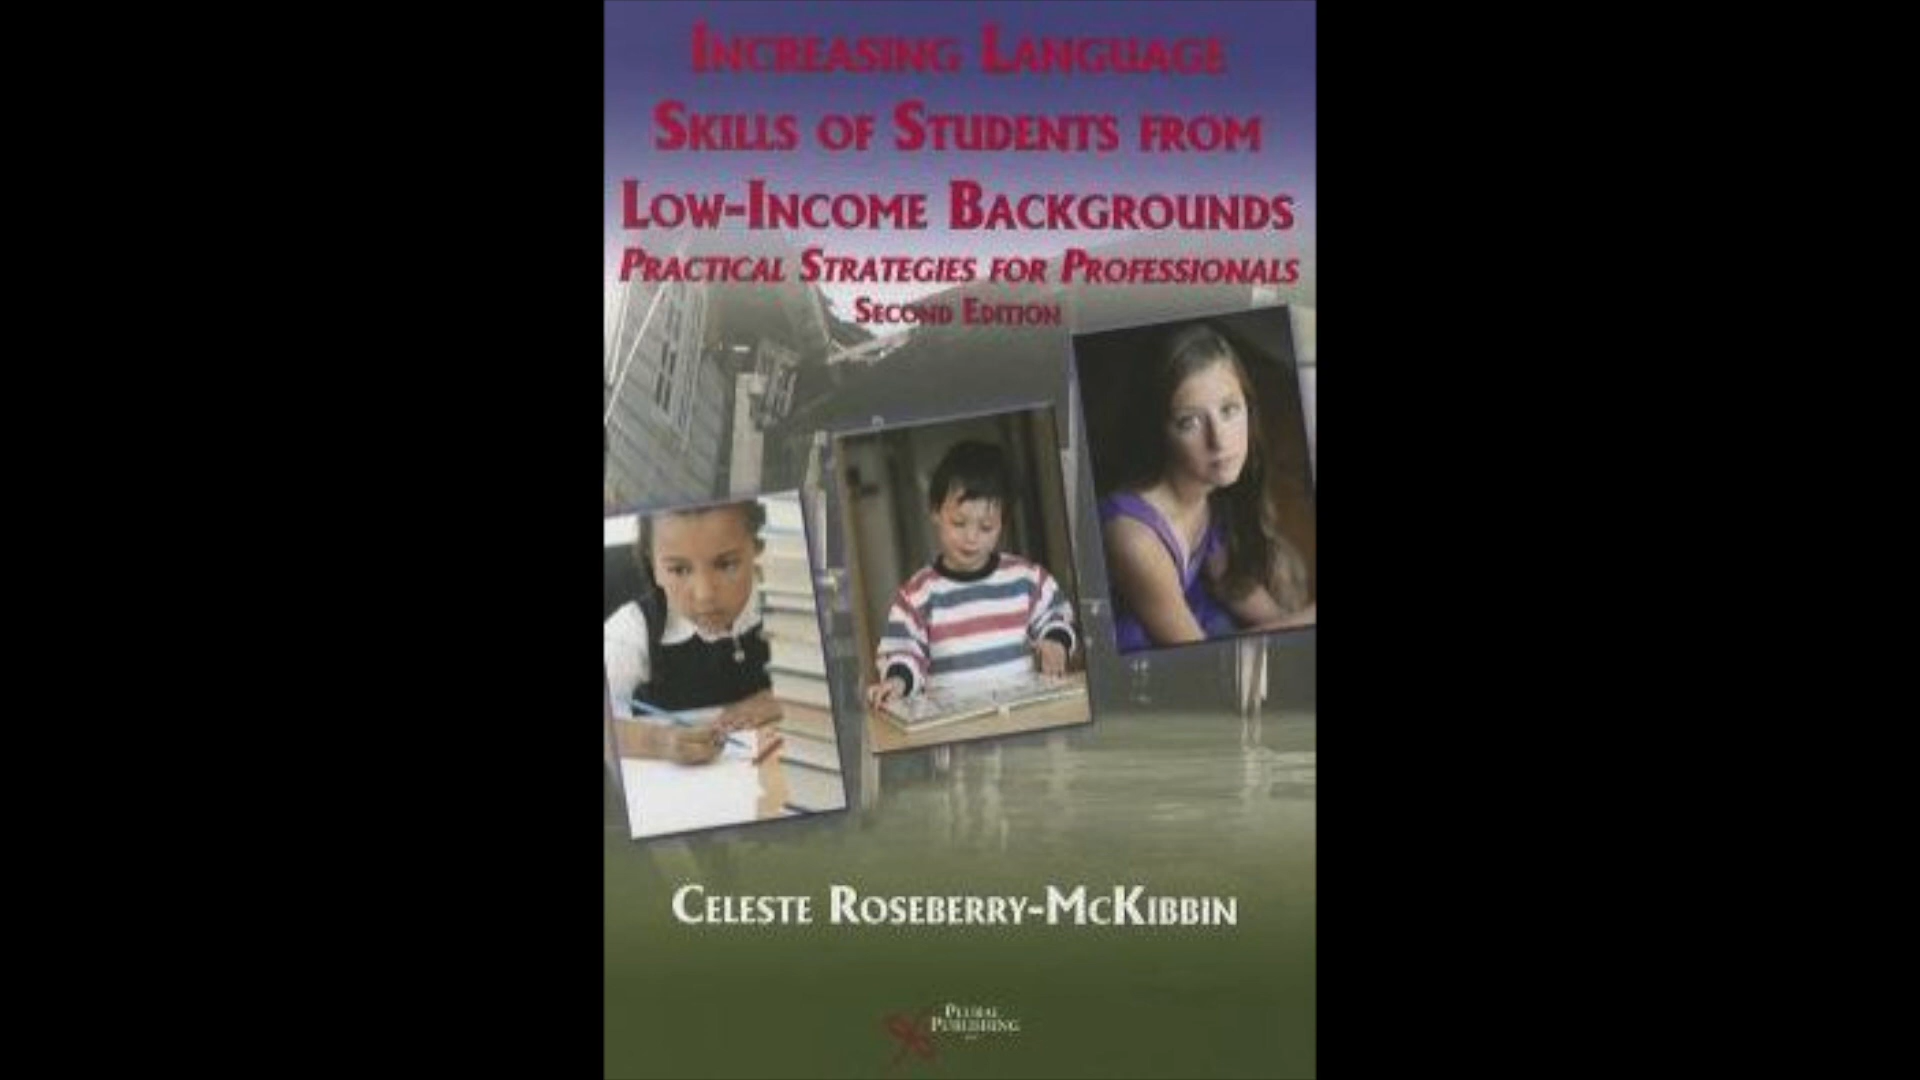 INCREASING LANGUAGE
SKILLS OF STUDENTS FROM
LOW-INCOME BACKGROUNDS
PRACTICAL STRATEGIES FOR PROFESSIONALS
SECOND EDITION
CELESTE ROSEBERRY-MCKIBBIN
PLURAL
PUBLISHING